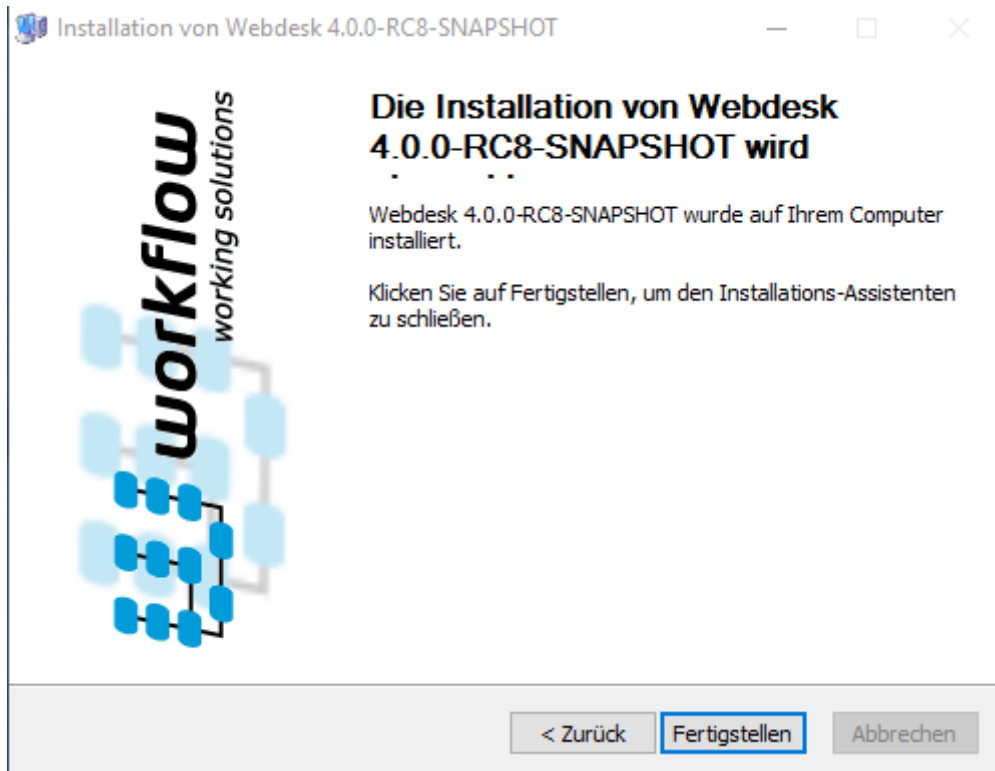 Installation von Webdesk 4.0.0-RC8-SNAPSHOT
workflow
working solutions
Die Installation von Webdesk
4.0.0-RC8-SNAPSHOT wird
Webdesk 4.0.0-RC8-SNAPSHOT wurde auf Ihrem Computer
installiert.
Klicken Sie auf Fertigstellen, um den Installations-Assistenten
zu schließen.
< Zurück
Fertigstellen
Abbrechen